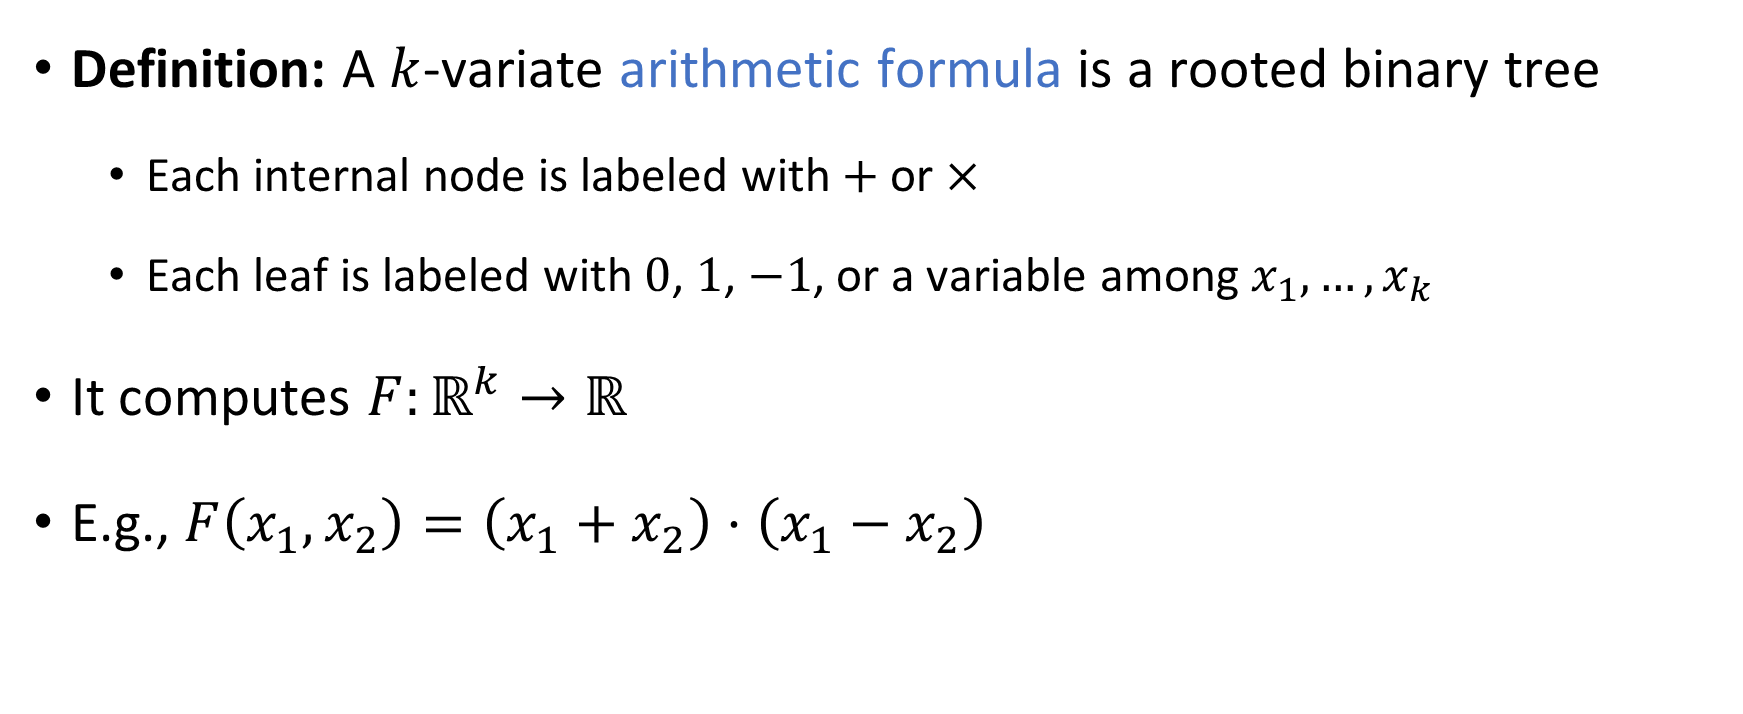 • Definition: A 𝑘-variate arithmetic formula is a rooted binary tree
• Each internal node is labeled with + or ×
• Each leaf is labeled with 0, 1, −1, or a variable among 𝑥₁, … , 𝑥ₖ
• It computes 𝐹: ℝᵏ → ℝ
• E.g., 𝐹(𝑥₁, 𝑥₂) = (𝑥₁ + 𝑥₂) ⋅ (𝑥₁ − 𝑥₂)